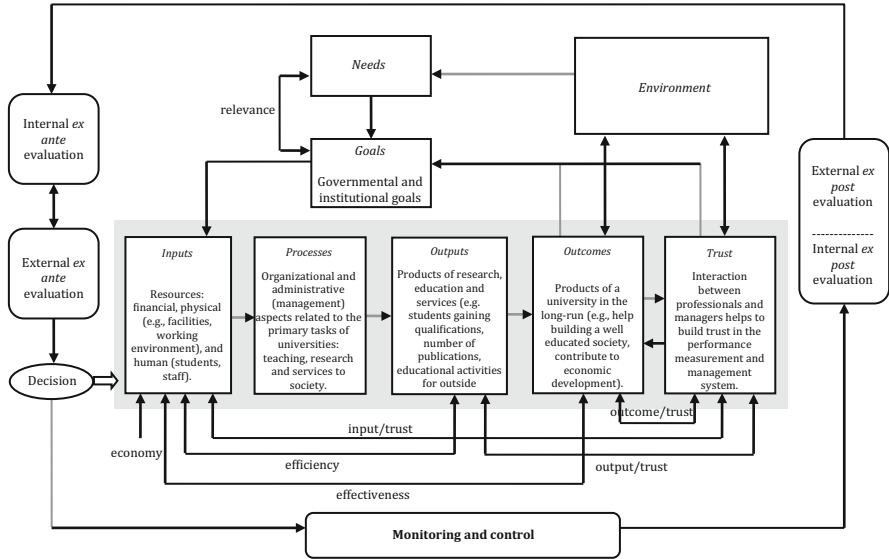 Needs
Environment
relevance
Internal ex
ante
evaluation
Goals
Governmental and
institutional goals
External ex
post
evaluation
--------------
Internal ex
post
evaluation
External ex
ante
evaluation
Inputs
Resources:
financial, physical
(e.g., facilities,
working
environment), and
human (students,
staff).
Processes
Organizational and
administrative
(management)
aspects related to the
primary tasks of
universities:
teaching, research
and services to
society.
Outputs
Products of research,
education and
services (e.g.
students gaining
qualifications,
number of
publications,
educational activities
for outside
Outcomes
Products of a
university in the
long-run (e.g., help
building a well
educated society,
contribute to
economic
development).
Trust
Interaction
between
professionals and
managers helps to
build trust in the
performance
measurement and
management
system.
Decision
outcome/trust
input/trust
economy
efficiency
output/trust
effectiveness
Monitoring and control